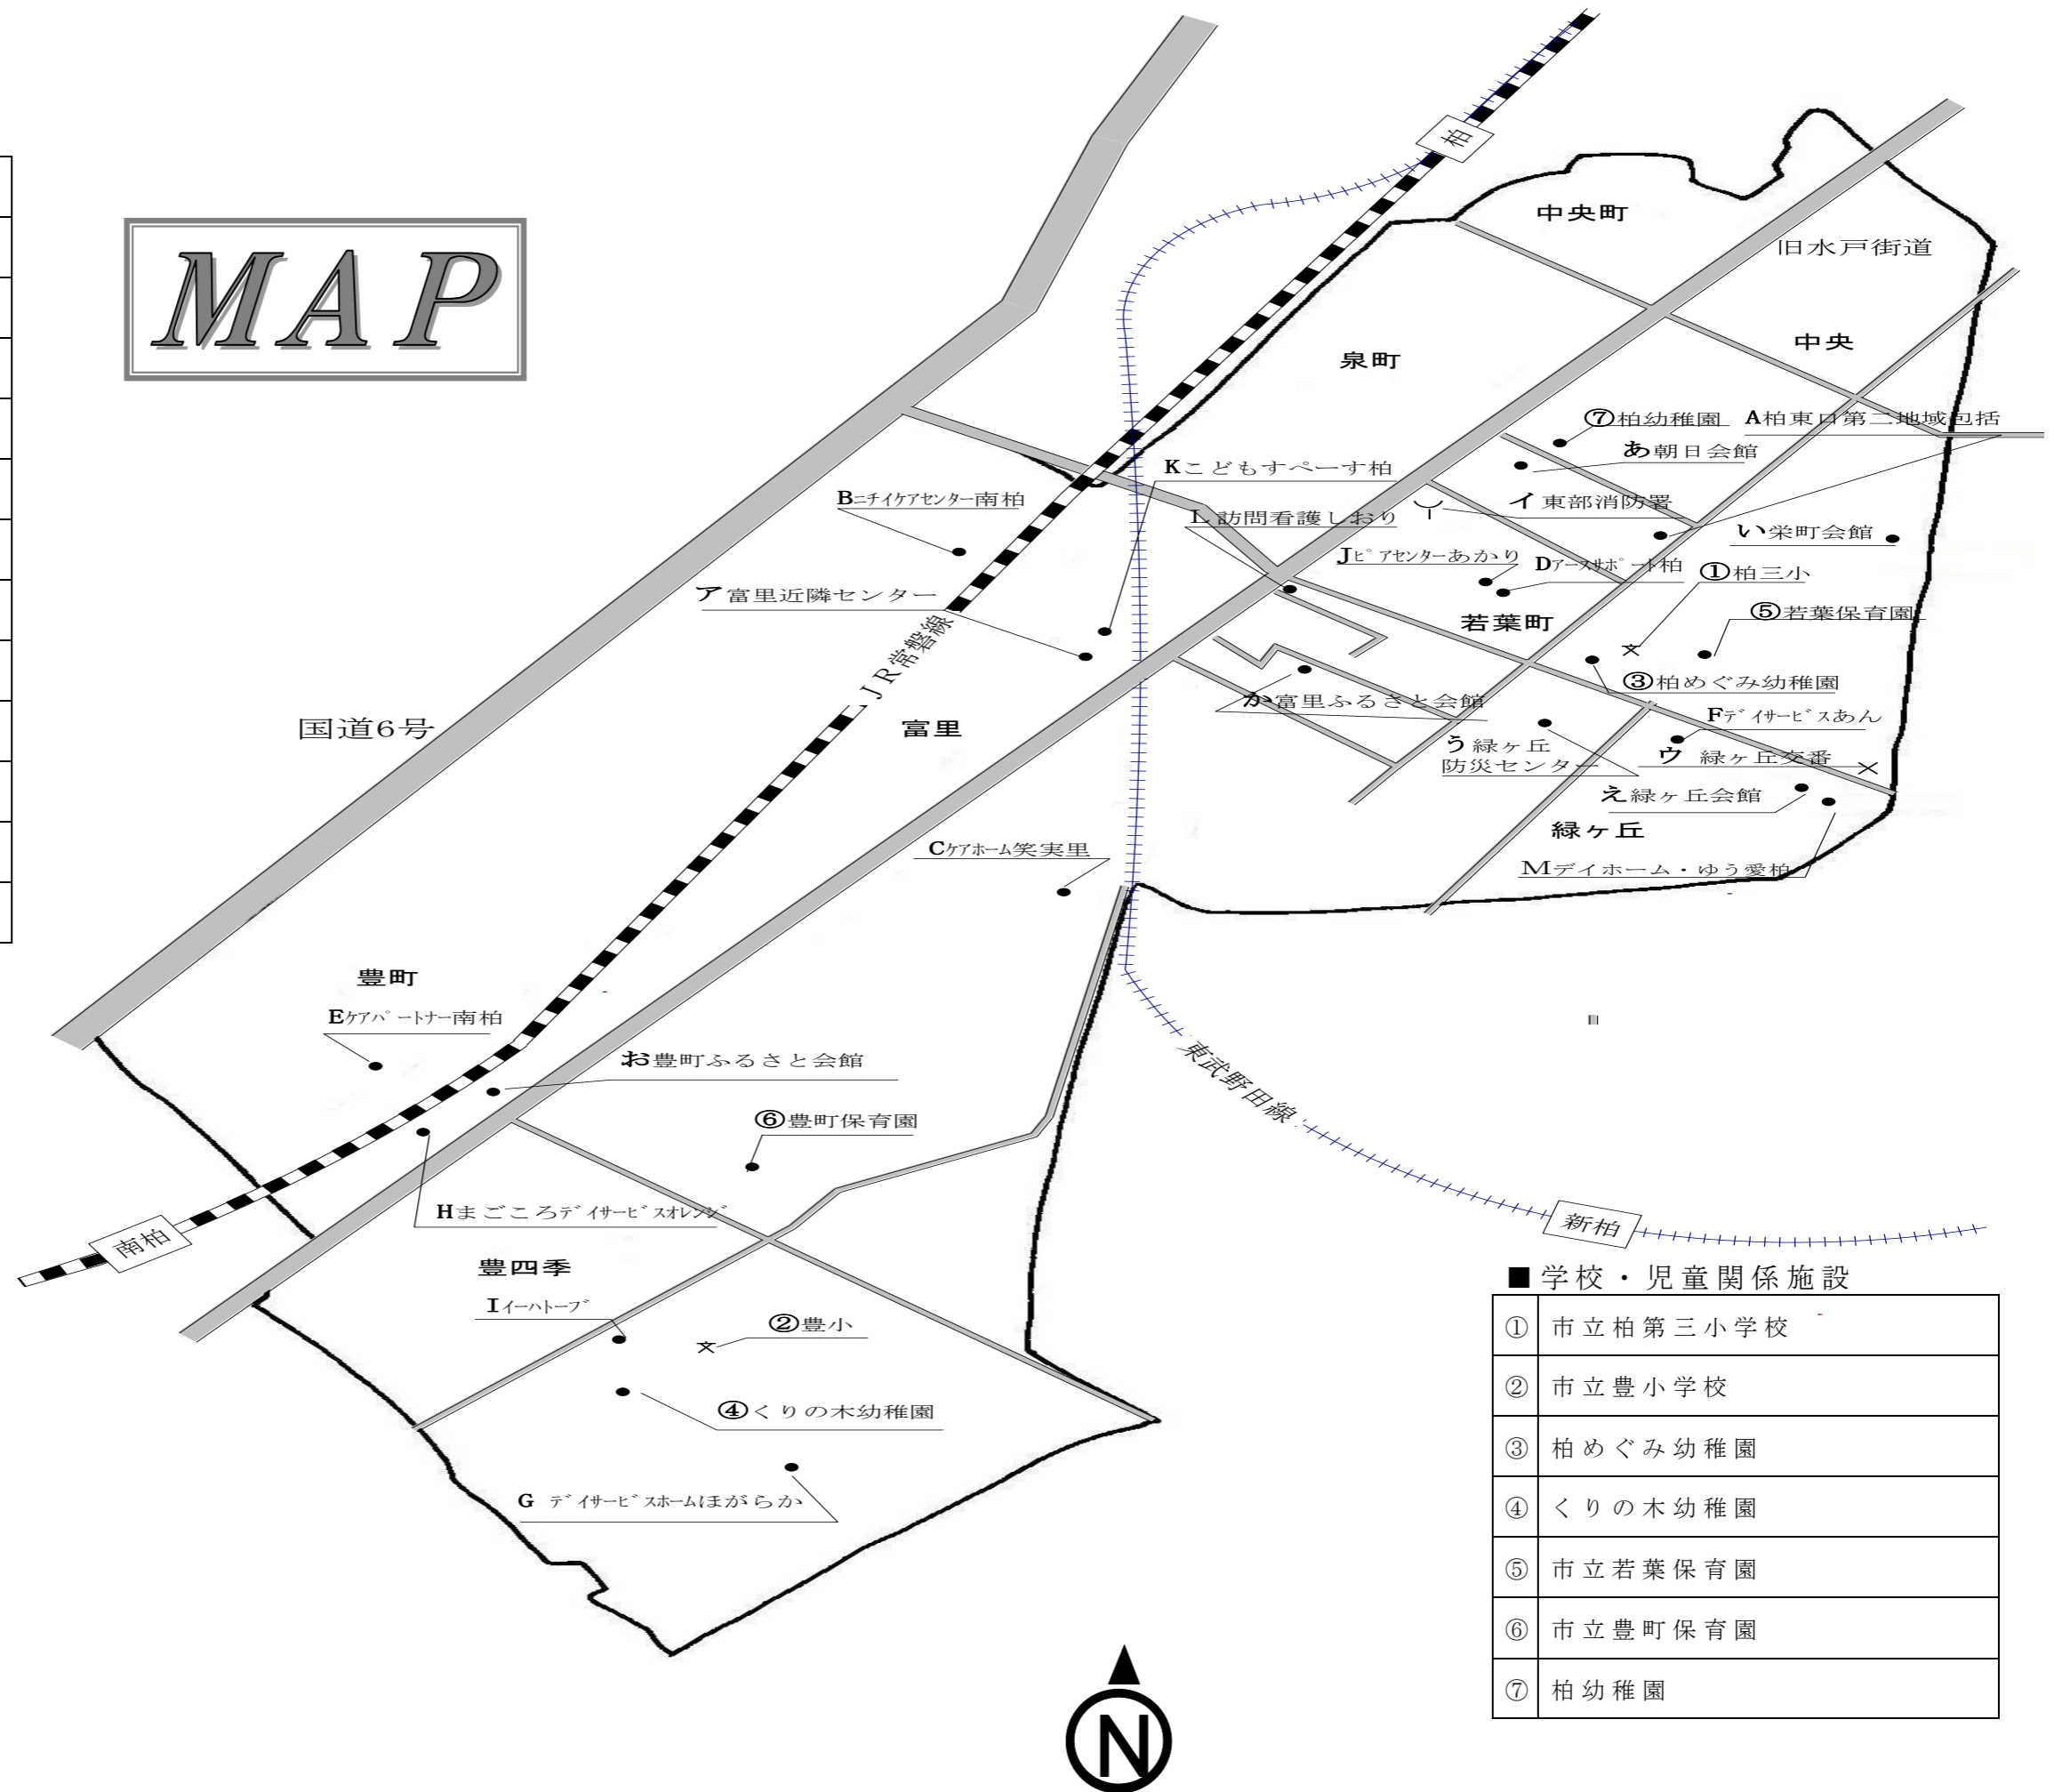 MAP
柏
中央町
旧水戸街道
中央
泉町
⑦柏幼稚園
A柏東口第二地域包括
あ朝日会館
Kこどもすぺーす柏
Bニチイケアセンター南柏
イ東部消防署
L訪問看護しおり
い栄町会館
Jピアセンターあかり
Dアースサポート柏
①柏三小
ア富里近隣センター
⑤若葉保育園
若葉町
JR常磐線
③柏めぐみ幼稚園
か富里ふるさと会館
Fデイサービスあん
国道6号
富里
う緑ヶ丘
防災センター
ウ 緑ヶ丘交番
え緑ヶ丘会館
緑ヶ丘
Cケアホーム笑実里
Mデイホーム・ゆう愛柏
豊町
Eケアパートナー南柏
お豊町ふるさと会館
東武野田線
⑥豊町保育園
Hまごころデイサービスオレンジ
南柏
新柏
豊四季
Iイーハトーブ
②豊小
④くりの木幼稚園
G デイサービスホームほがらか
■学校・児童関係施設
① 市立柏第三小学校
② 市立豊小学校
③ 柏めぐみ幼稚園
④ くりの木幼稚園
⑤ 市立若葉保育園
⑥ 市立豊町保育園
⑦ 柏幼稚園
N